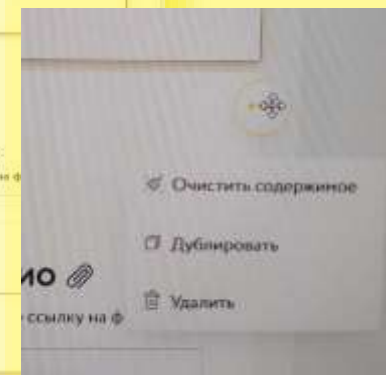 Очистить содержимое
Дублировать
ИО
Удалить
ссылку на ф